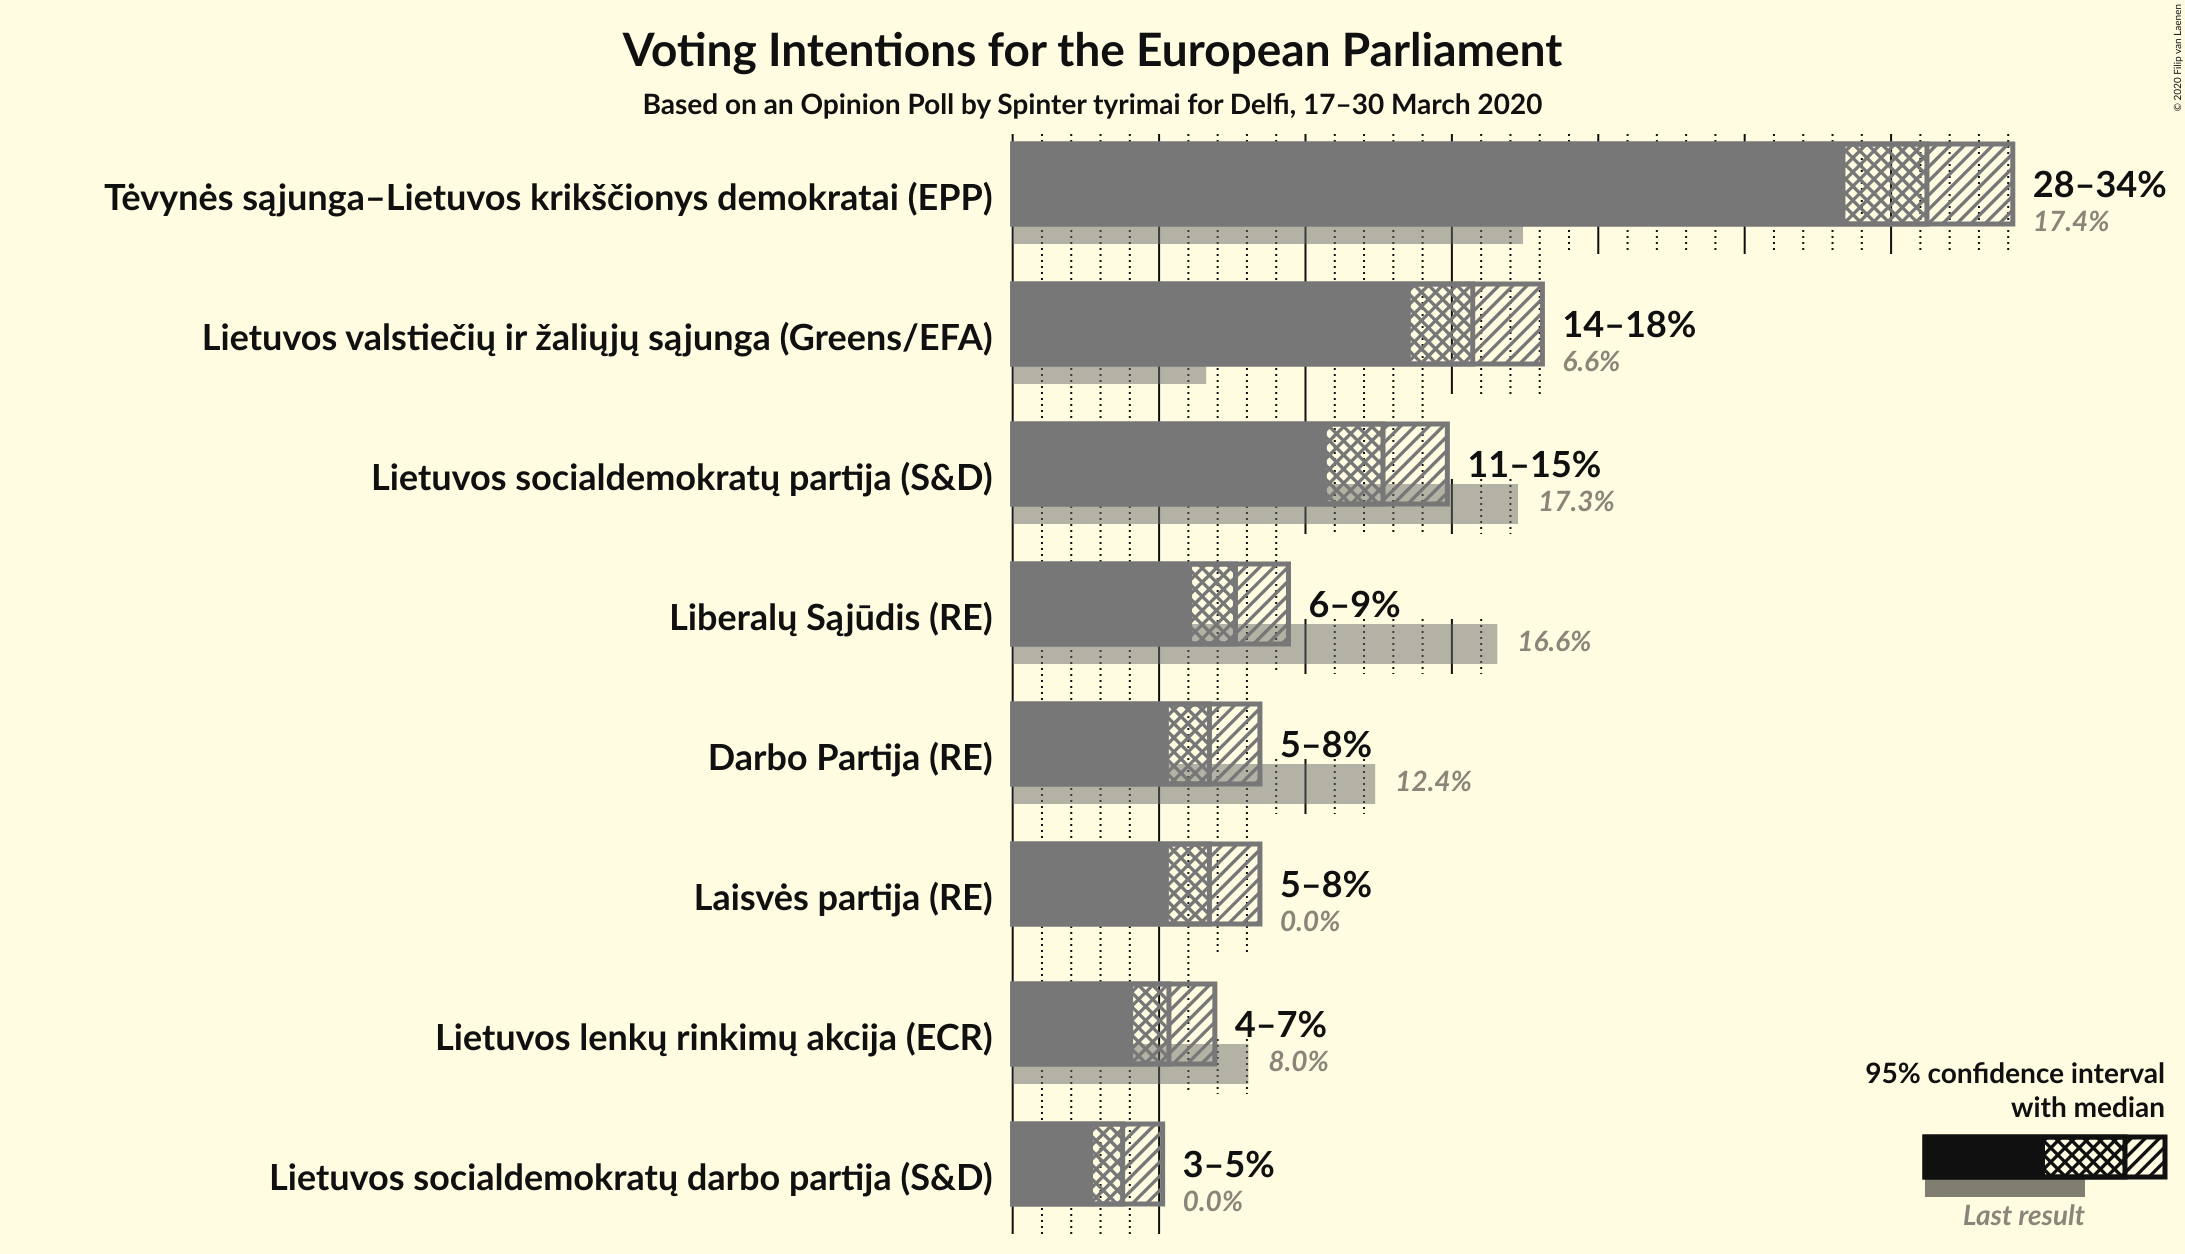 Voting Intentions for the European Parliament
Based on an Opinion Poll by Spinter tyrimai for Delfi, 17–30 March 2020
© 2020 Filip van Laenen
Tėvynės sąjunga–Lietuvos krikščionys demokratai (EPP)
28–34%
17.4%
Lietuvos valstiečių ir žaliųjų sąjunga (Greens/EFA)
14–18%
6.6%
Lietuvos socialdemokratų partija (S&D)
11–15%
17.3%
Liberalų Sąjūdis (RE)
6–9%
16.6%
Darbo Partija (RE)
5–8%
12.4%
Laisvės partija (RE)
5–8%
0.0%
Lietuvos lenkų rinkimų akcija (ECR)
4–7%
8.0%
Lietuvos socialdemokratų darbo partija (S&D)
3–5%
0.0%
95% confidence interval
with median
Last result